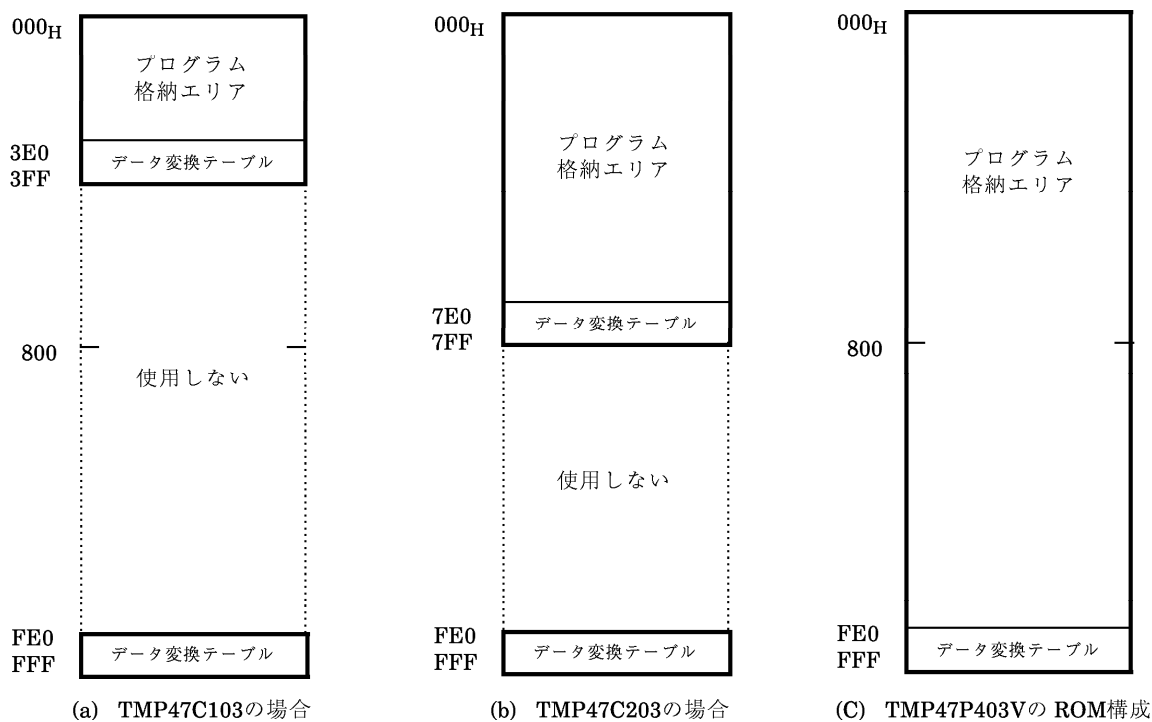 000H
プログラム
格納エリア
3E0
3FF
データ変換テーブル
800
使用しない
FE0
FFF
データ変換テーブル
(a) TMP47C103の場合
000H
プログラム
格納エリア
7E0
7FF
データ変換テーブル
使用しない
FE0
FFF
データ変換テーブル
(b) TMP47C203の場合
000H
プログラム
格納エリア
800
FE0
FFF
データ変換テーブル
(C) TMP47P403Vの ROM構成